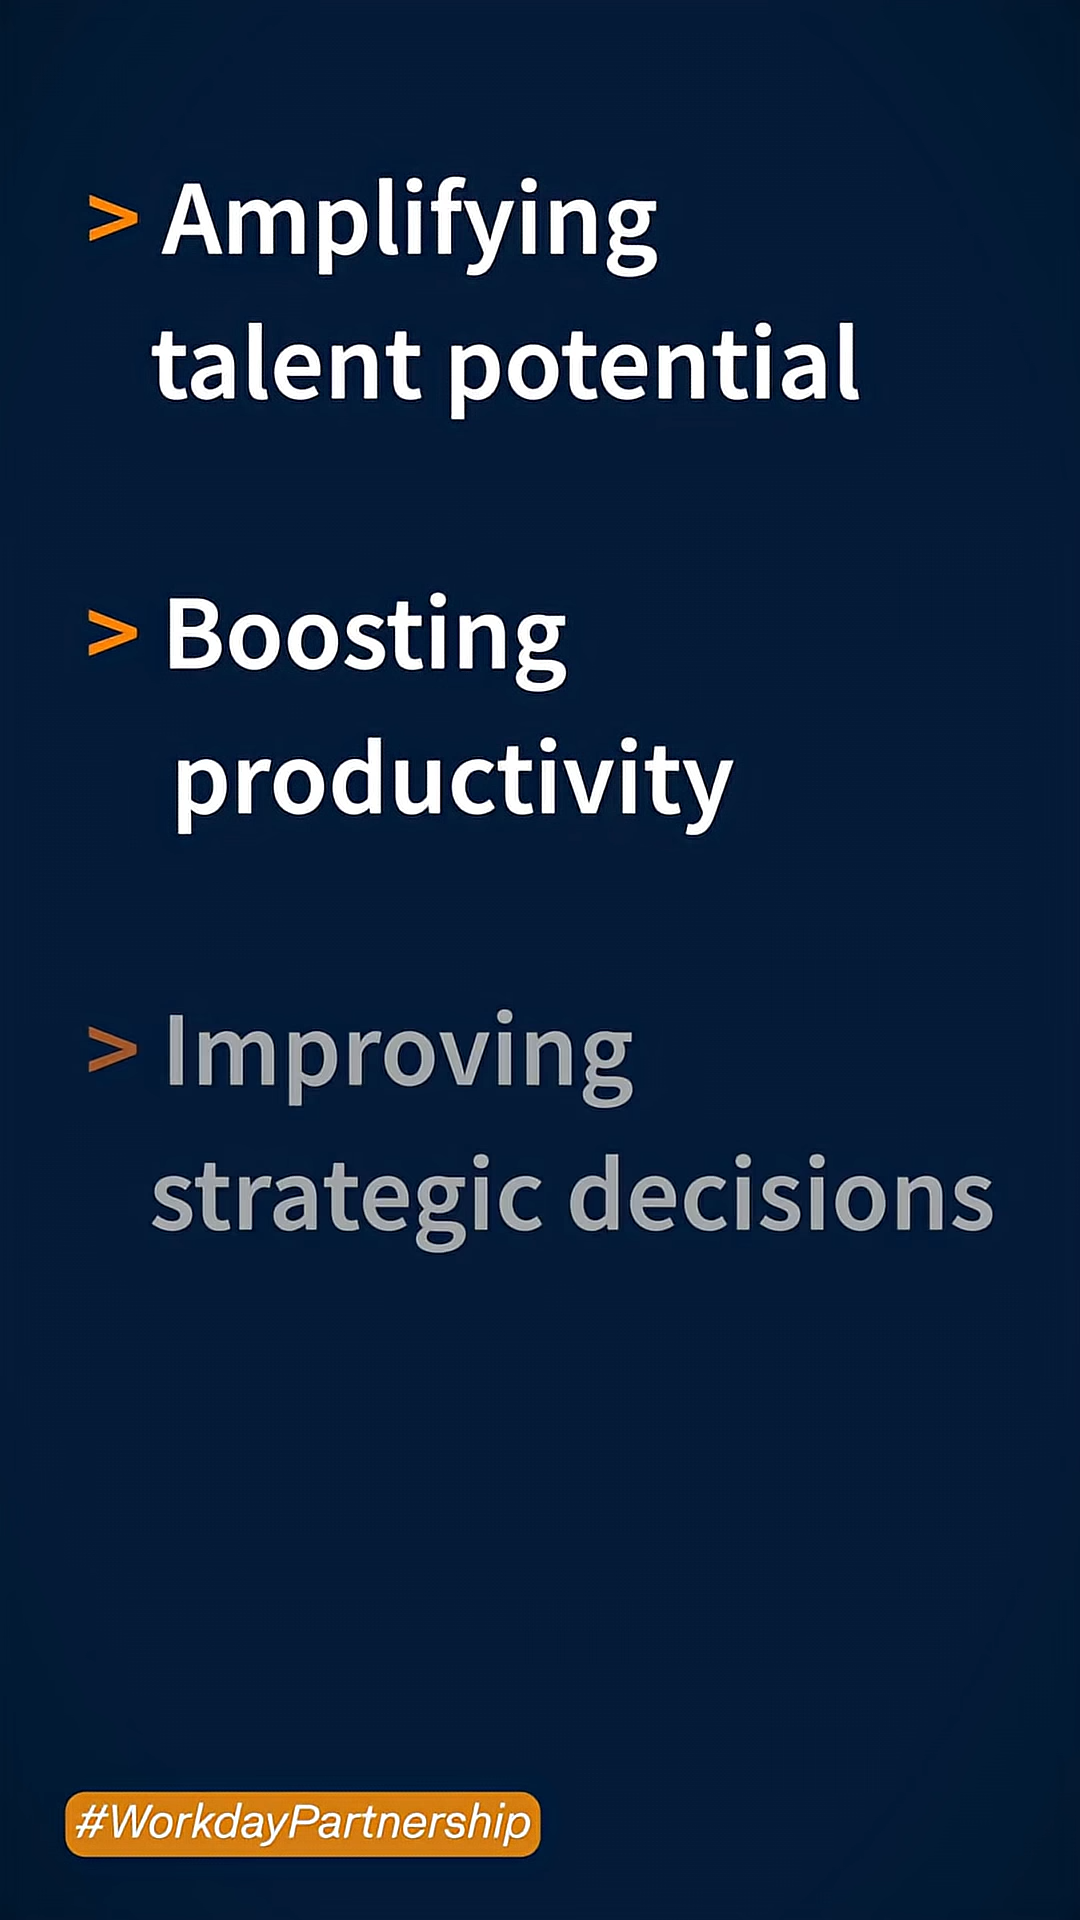 > Amplifying
talent potential
> Boosting
productivity
> Improving
strategic decisions
#WorkdayPartnership